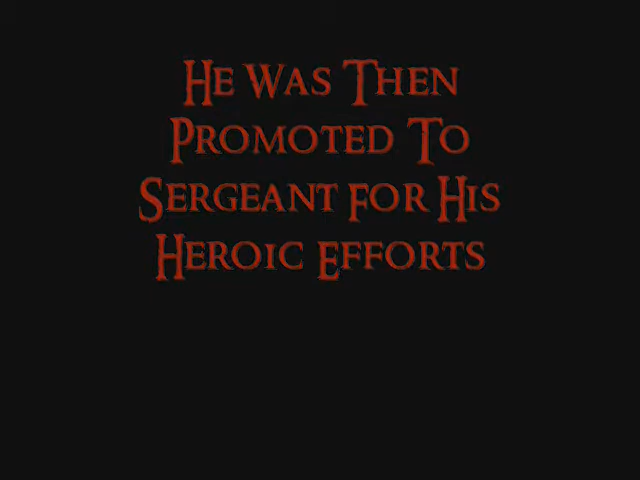 He was Then
Promoted To
Sergeant for His
Heroic Efforts